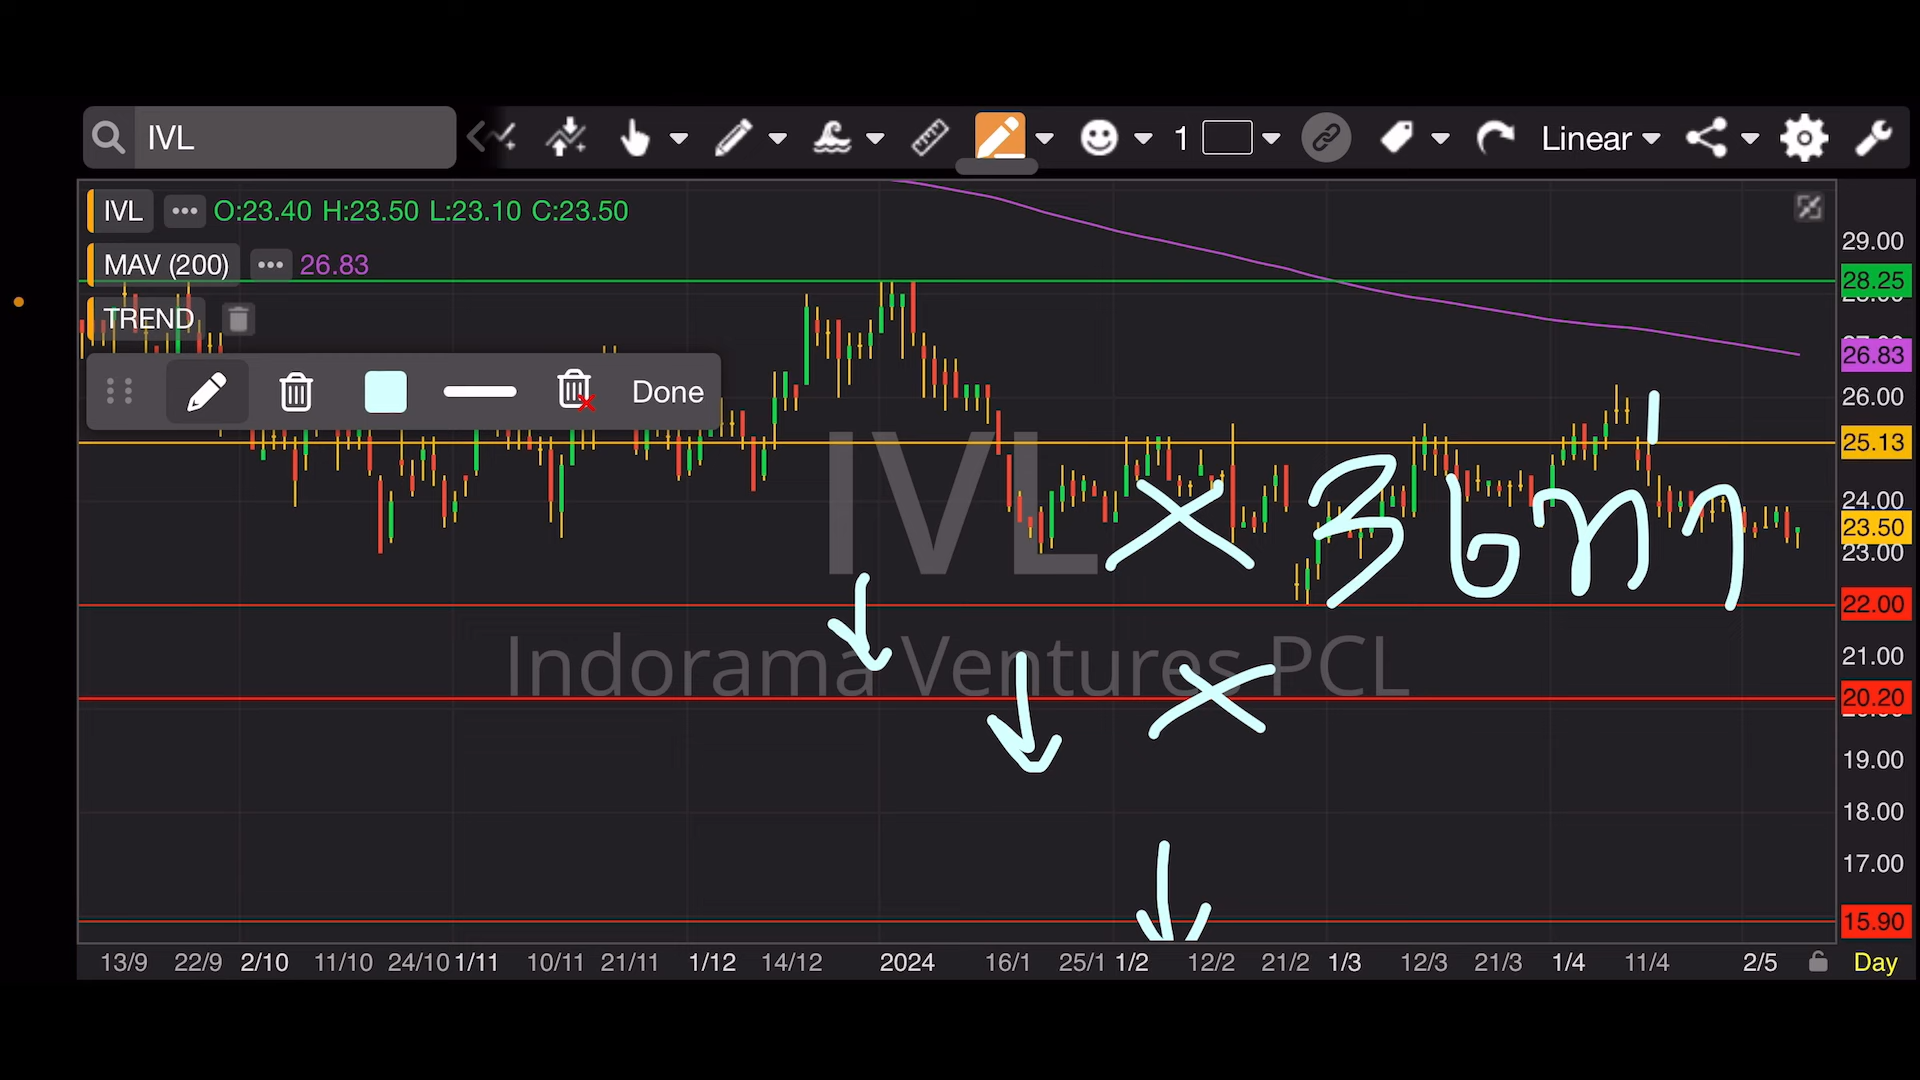 IVL 1 Linear
IVL ... O:23.40 H:23.50 L:23.10 C:23.50
MAV (200) ... 26.83
TREND
Done
29.00
28.25
26.83
26.00
25.13
24.00
23.50
23.00
22.00
21.00
20.20
19.00
18.00
17.00
15.90
IVL
Indorama Ventures PCL
× 3 เท่า
×
13/9 22/9 2/10 11/10 24/10 1/11 10/11 21/11 1/12 14/12 2024 16/1 25/1 1/2 12/2 21/2 1/3 12/3 21/3 1/4 11/4 2/5 Day